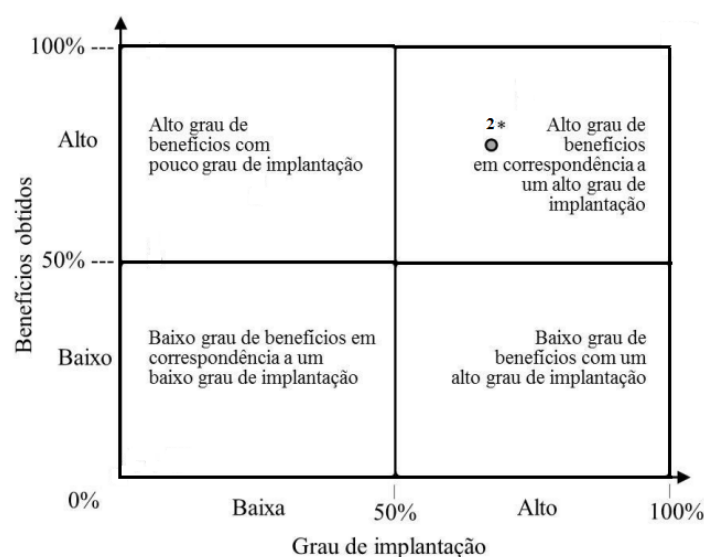 100% ---
Alto
Benefícios obtidos
50% ---
Baixo
0%
Alto grau de
benefícios com
pouco grau de implantação
2*
Alto grau de
benefícios
em correspondência a
um alto grau de
implantação
Baixo grau de benefícios em
correspondência a um
baixo grau de implantação
Baixo grau de
benefícios com um
alto grau de implantação
Baixa
50%
Alto
100%
Grau de implantação